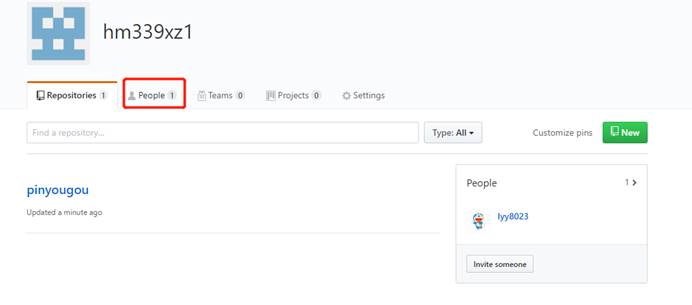 hm339xz1
Repositories 1 People 1 Teams 0 Projects 0 Settings
Find a repository... Type: All Customize pins New
pinyougou
Updated a minute ago
People 1
lyy8023
Invite someone